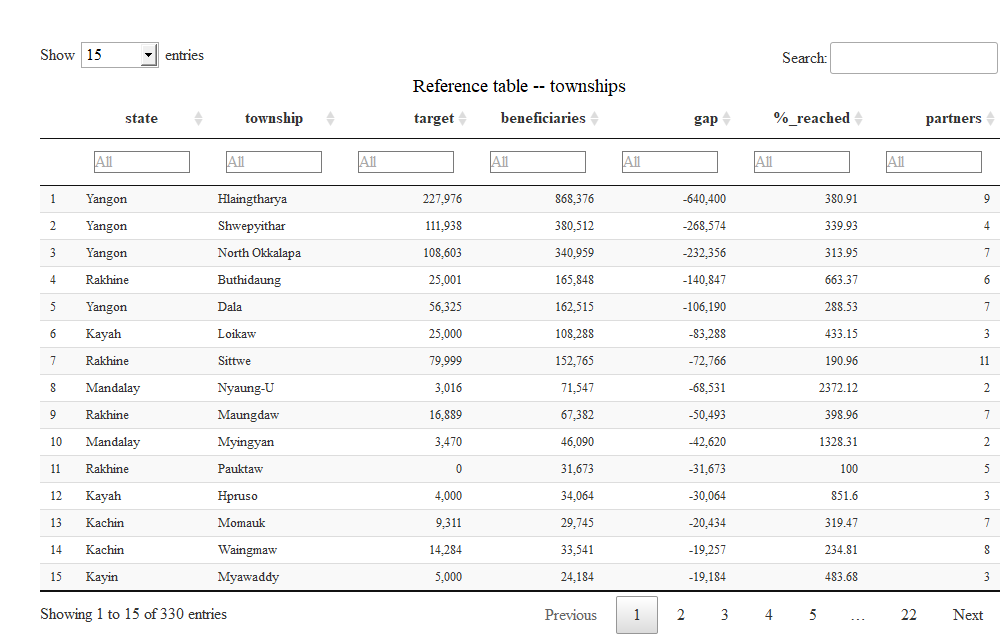 Show 15 entries Search:
Reference table -- townships
state township target beneficiaries gap %_reached partners
All All All All All All All
1 Yangon Hlaingtharya 227,976 868,376 -640,400 380.91 9
2 Yangon Shwepyithar 111,938 380,512 -268,574 339.93 4
3 Yangon North Okkalapa 108,603 340,959 -232,356 313.95 7
4 Rakhine Buthidaung 25,001 165,848 -140,847 663.37 6
5 Yangon Dala 56,325 162,515 -106,190 288.53 7
6 Kayah Loikaw 25,000 108,288 -83,288 433.15 3
7 Rakhine Sittwe 79,999 152,765 -72,766 190.96 11
8 Mandalay Nyaung-U 3,016 71,547 -68,531 2372.12 2
9 Rakhine Maungdaw 16,889 67,382 -50,493 398.96 7
10 Mandalay Myingyan 3,470 46,090 -42,620 1328.31 2
11 Rakhine Pauktaw 0 31,673 -31,673 100 5
12 Kayah Hpruso 4,000 34,064 -30,064 851.6 3
13 Kachin Momauk 9,311 29,745 -20,434 319.47 7
14 Kachin Waingmaw 14,284 33,541 -19,257 234.81 8
15 Kayin Myawaddy 5,000 24,184 -19,184 483.68 3
Showing 1 to 15 of 330 entries Previous 1 2 3 4 5 … 22 Next